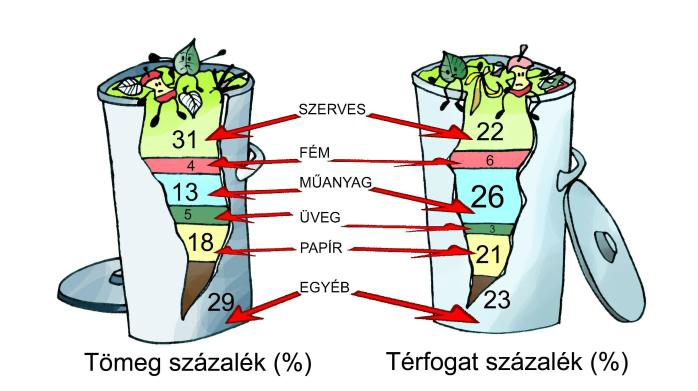 SZERVES
31
22
FÉM
4
6
MŰANYAG
13
26
ÜVEG
5
3
PAPÍR
18
21
EGYÉB
29
23
Tömeg százalék (%)
Térfogat százalék (%)